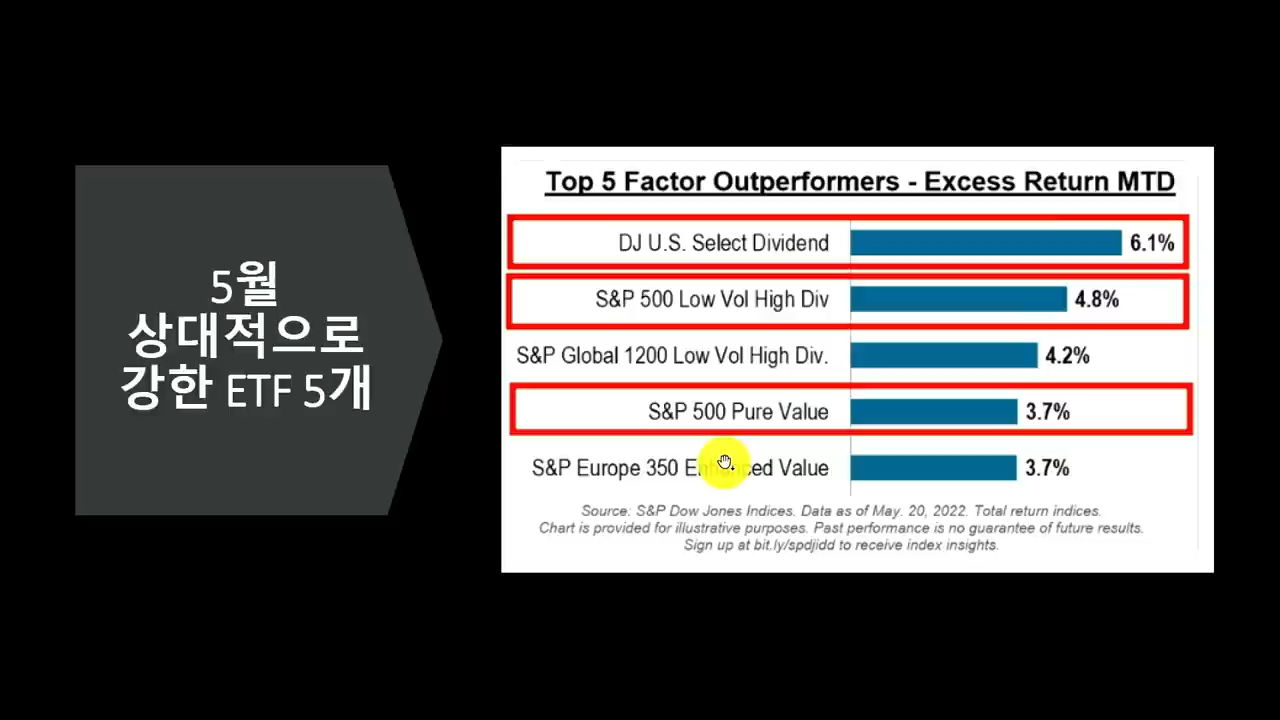 5월
상대적으로
강한 ETF 5개
Top 5 Factor Outperformers - Excess Return MTD
DJ U.S. Select Dividend 6.1%
S&P 500 Low Vol High Div 4.8%
S&P Global 1200 Low Vol High Div. 4.2%
S&P 500 Pure Value 3.7%
S&P Europe 350 Enhanced Value 3.7%
Source: S&P Dow Jones Indices. Data as of May. 20, 2022. Total return indices.
Chart is provided for illustrative purposes. Past performance is no guarantee of future results.
Sign up at bit.ly/spdjidd to receive index insights.